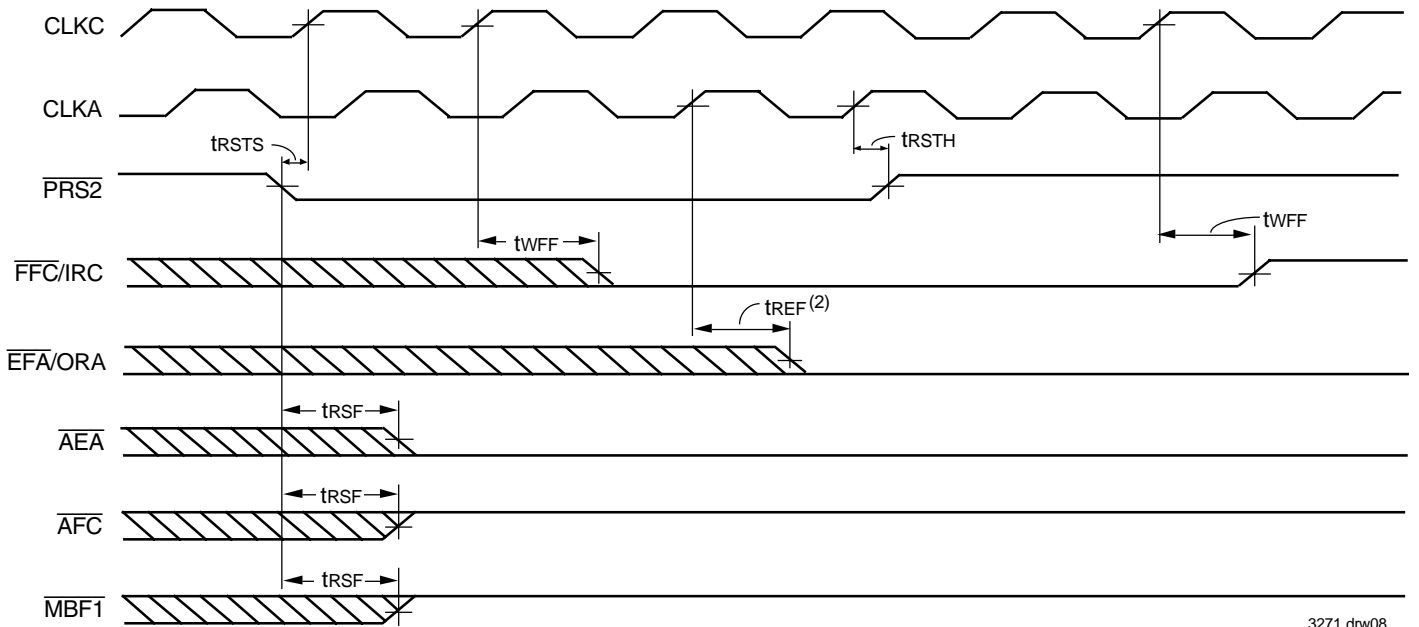 CLKC
CLKA
tRSTS
tRSTH
PRS2
tWFF
tWFF
FFC/IRC
tREF(2)
EFA/ORA
tRSF
AEA
tRSF
AFC
tRSF
MBF1
3271 drw08